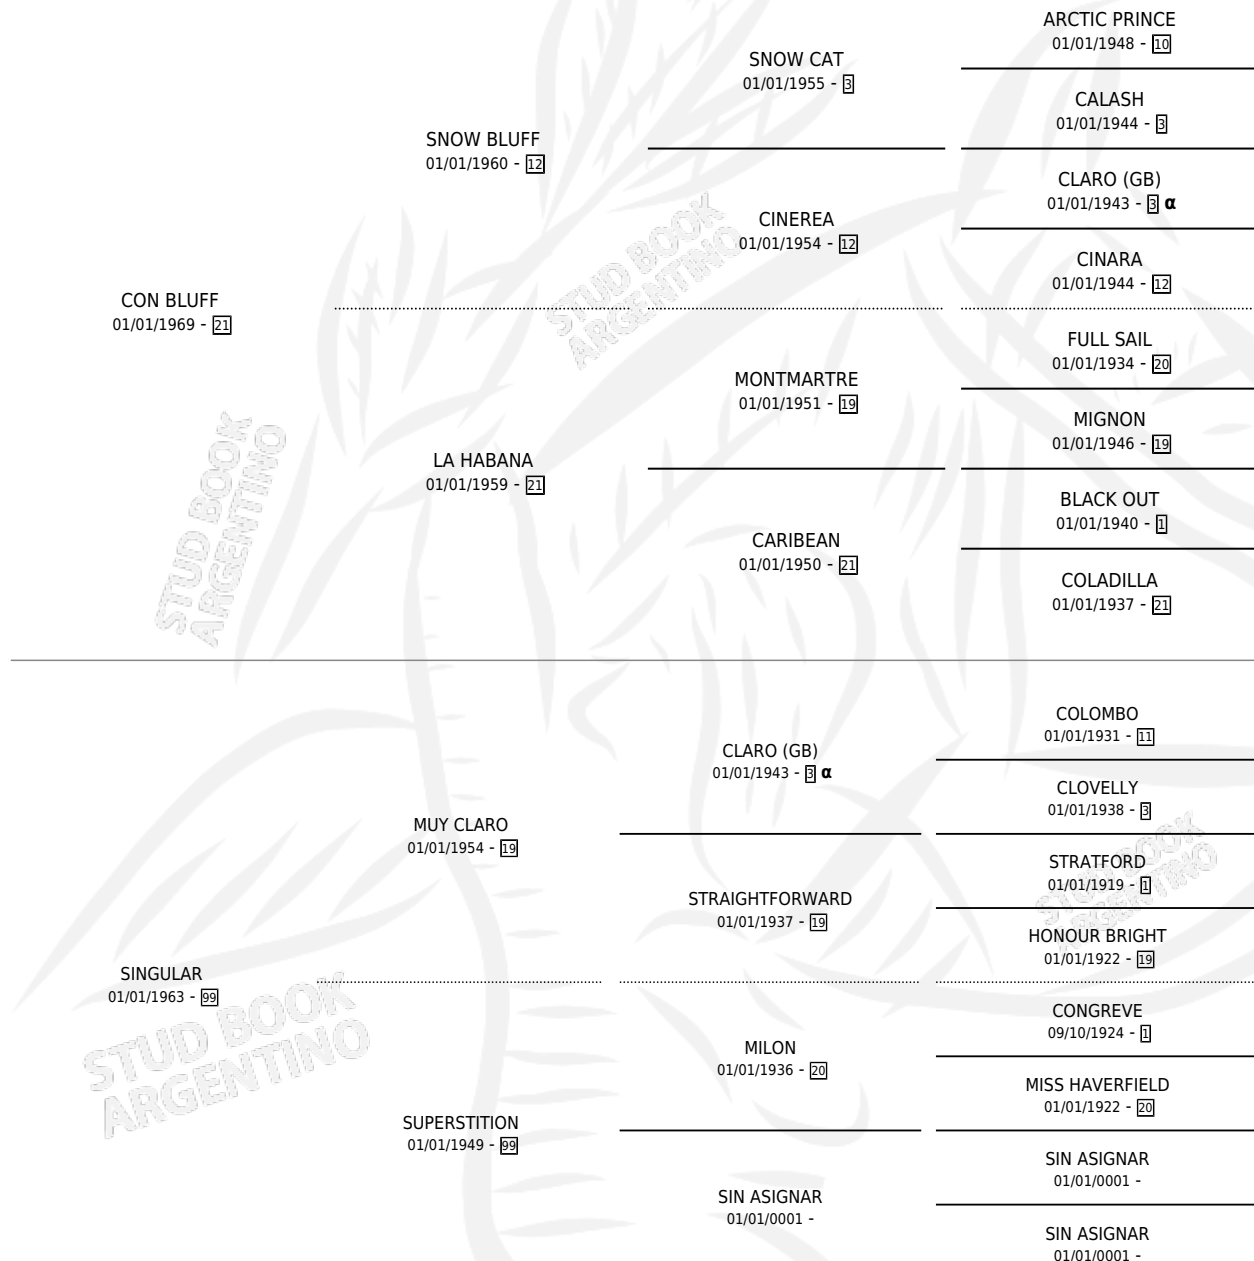 ARCTIC PRINCE
01/01/1948 - 10
SNOW CAT
01/01/1955 - 3
CALASH
01/01/1944 - 3
SNOW BLUFF
01/01/1960 - 12
CLARO (GB)
01/01/1943 - 3 α
CINEREA
01/01/1954 - 12
CINARA
01/01/1944 - 12
STUD BOOK
ARGENTINO
CON BLUFF
01/01/1969 - 21
FULL SAIL
01/01/1934 - 20
MONTMARTRE
01/01/1951 - 19
MIGNON
01/01/1946 - 19
LA HABANA
01/01/1959 - 21
BLACK OUT
01/01/1940 - 1
CARIBEAN
01/01/1950 - 21
COLADILLA
01/01/1937 - 21
STUD BOOK
ARGENTINO
COLOMBO
01/01/1931 - 11
CLARO (GB)
01/01/1943 - 3 α
CLOVELLY
01/01/1938 - 3
MUY CLARO
01/01/1954 - 19
STRATFORD
01/01/1919 - 1
STRAIGHTFORWARD
01/01/1937 - 19
HONOUR BRIGHT
01/01/1922 - 19
STUD BOOK
ARGENTINO
SINGULAR
01/01/1963 - 99
CONGREVE
09/10/1924 - 1
MILON
01/01/1936 - 20
MISS HAVERFIELD
01/01/1922 - 20
STUD BOOK
ARGENTINO
SUPERSTITION
01/01/1949 - 99
SIN ASIGNAR
01/01/0001 -
SIN ASIGNAR
01/01/0001 -
SIN ASIGNAR
01/01/0001 -